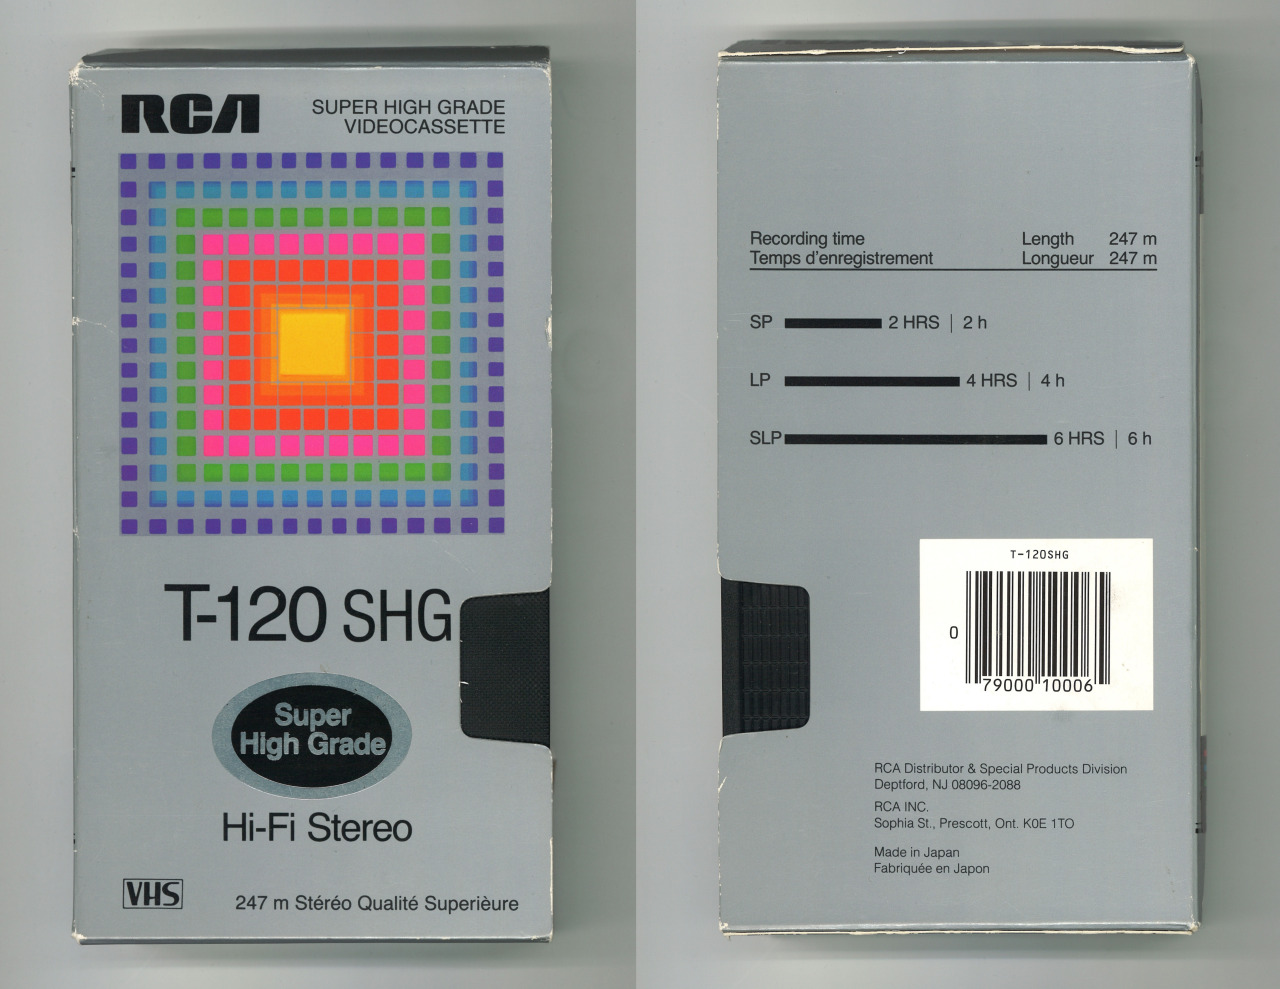 RCA
SUPER HIGH GRADE
VIDEOCASSETTE
T-120 SHG
Super
High Grade
Hi-Fi Stereo
VHS
247 m Stéréo Qualité Superièure
Recording time Length 247 m
Temps d'enregistrement Longueur 247 m
SP 2 HRS | 2 h
LP 4 HRS | 4 h
SLP 6 HRS | 6 h
T-120SHG
0 79000 10006
RCA Distributor & Special Products Division
Deptford, NJ 08096-2088
RCA INC.
Sophia St., Prescott, Ont. K0E 1TO
Made in Japan
Fabriquée en Japon